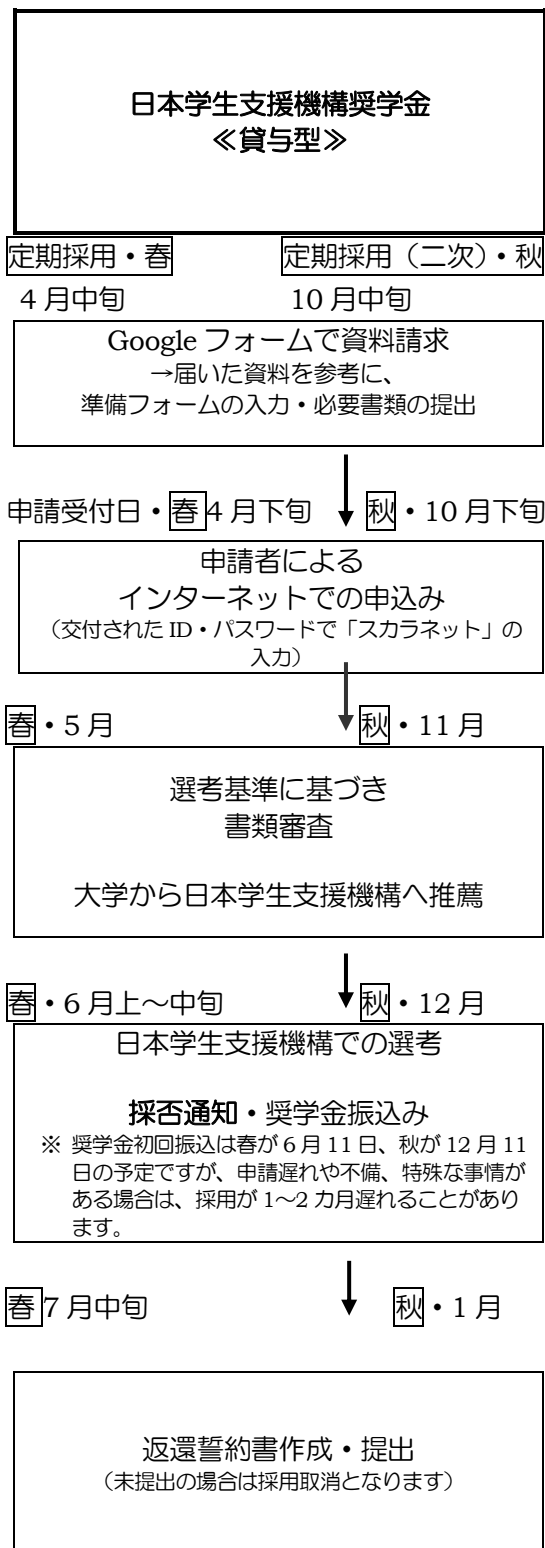 日本学生支援機構奨学金
≪貸与型≫
定期採用・春 定期採用（二次）・秋
4月中旬 10月中旬
Googleフォームで資料請求
→届いた資料を参考に、
準備フォームの入力・必要書類の提出
申請受付日・春4月下旬 秋・10月下旬
申請者による
インターネットでの申込み
（交付されたID・パスワードで「スカラネット」の
入力）
春・5月 秋・11月
選考基準に基づき
書類審査
大学から日本学生支援機構へ推薦
春・6月上～中旬 秋・12月
日本学生支援機構での選考
採否通知・奨学金振込み
※ 奨学金初回振込は春が6月11日、秋が12月11
日の予定ですが、申請遅れや不備、特殊な事情が
ある場合は、採用が1～2カ月遅れることがあり
ます。
春7月中旬 秋・1月
返還誓約書作成・提出
（未提出の場合は採用取消となります）